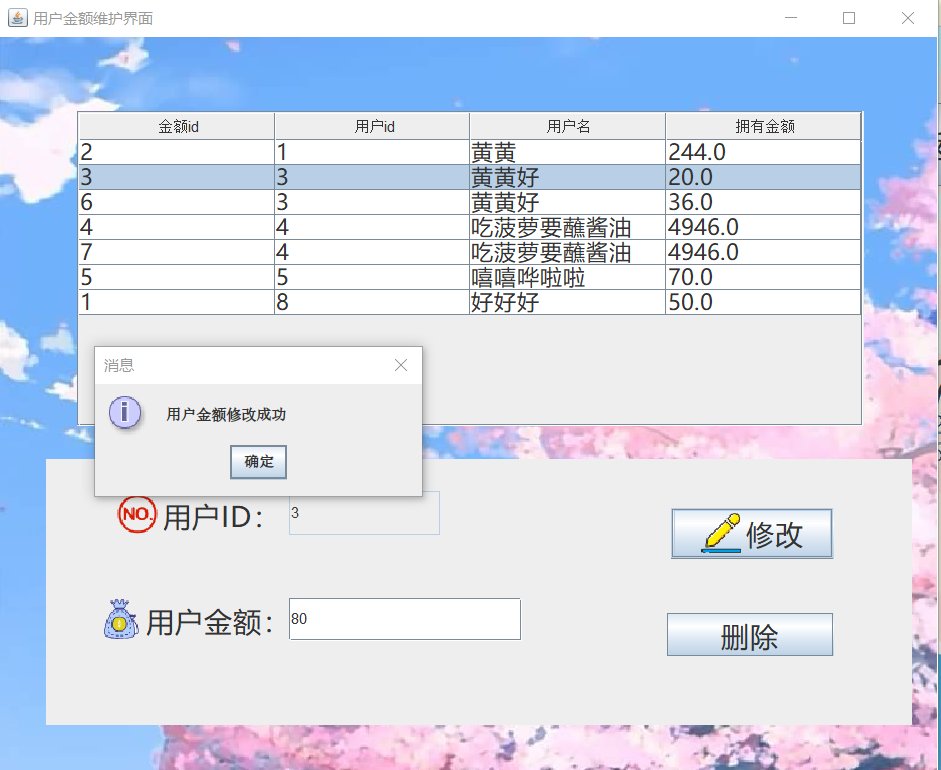 用户金额维护界面
金额id 用户id 用户名 拥有金额
2 1 黄黄 244.0
3 3 黄黄好 20.0
6 3 黄黄好 36.0
4 4 吃菠萝要蘸酱油 4946.0
7 4 吃菠萝要蘸酱油 4946.0
5 5 嘻嘻哗啦啦 70.0
1 8 好好好 50.0
消息
i 用户金额修改成功
确定
NO. 用户ID： 3
修改
用户金额： 80
删除